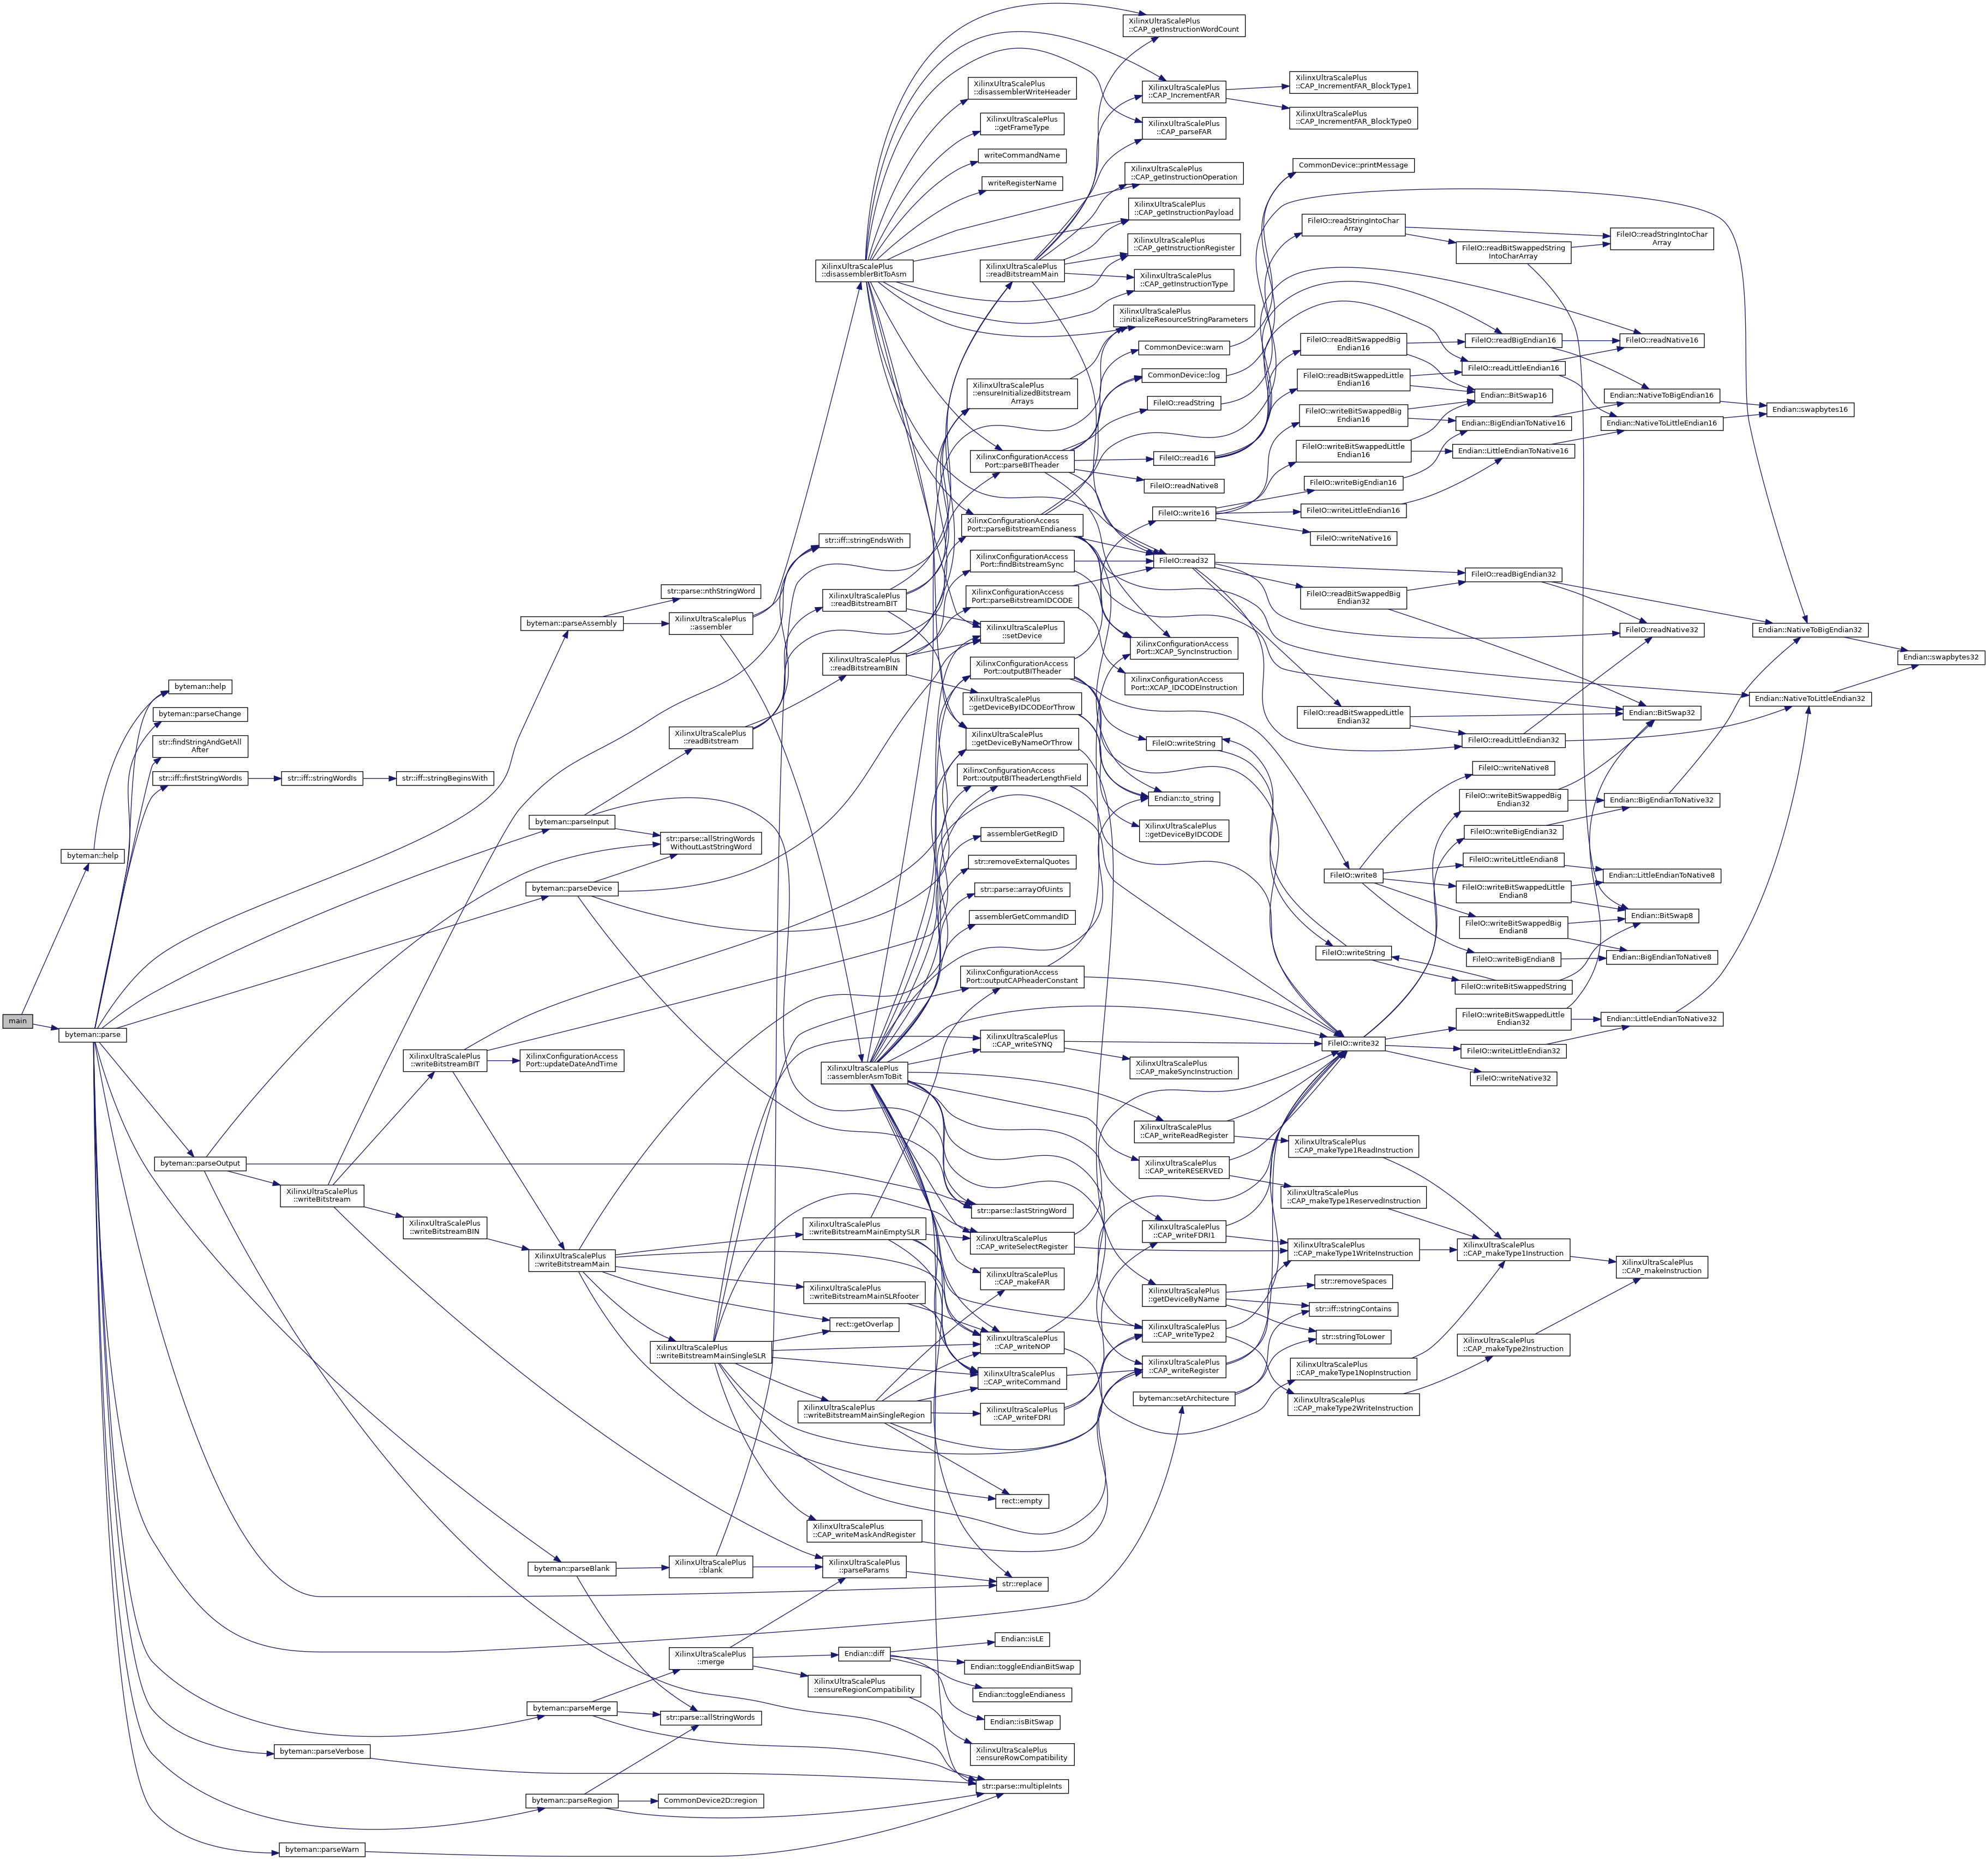 XilinxUltraScalePlus
::CAP_getInstructionWordCount
XilinxUltraScalePlus
::disassemblerWriteHeader
XilinxUltraScalePlus
::CAP_IncrementFAR
XilinxUltraScalePlus
::CAP_IncrementFAR_BlockType1
XilinxUltraScalePlus
::CAP_IncrementFAR_BlockType0
XilinxUltraScalePlus
::getFrameType
XilinxUltraScalePlus
::CAP_parseFAR
writeCommandName
CommonDevice::printMessage
XilinxUltraScalePlus
::CAP_getInstructionOperation
writeRegisterName
XilinxUltraScalePlus
::CAP_getInstructionPayload
FileIO::readStringIntoChar
Array
FileIO::readStringIntoChar
Array
XilinxUltraScalePlus
::CAP_getInstructionRegister
FileIO::readBitSwappedString
IntoCharArray
XilinxUltraScalePlus
::disassemblerBitToAsm
XilinxUltraScalePlus
::readBitstreamMain
XilinxUltraScalePlus
::CAP_getInstructionType
XilinxUltraScalePlus
::initializeResourceStringParameters
CommonDevice::warn
FileIO::readBitSwappedBig
Endian16
FileIO::readBigEndian16
FileIO::readNative16
CommonDevice::log
FileIO::readLittleEndian16
FileIO::readBitSwappedLittle
Endian16
XilinxUltraScalePlus
::ensureInitializedBitstream
Arrays
FileIO::readString
Endian::BitSwap16
Endian::NativeToBigEndian16
Endian::swapbytes16
FileIO::writeBitSwappedBig
Endian16
Endian::BigEndianToNative16
Endian::NativeToLittleEndian16
FileIO::writeBitSwappedLittle
Endian16
Endian::LittleEndianToNative16
XilinxConfigurationAccess
Port::parseBITheader
FileIO::read16
FileIO::readNative8
FileIO::writeBigEndian16
FileIO::write16
FileIO::writeLittleEndian16
XilinxConfigurationAccess
Port::parseBitstreamEndianess
FileIO::writeNative16
str::iff::stringEndsWith
XilinxConfigurationAccess
Port::findBitstreamSync
FileIO::read32
FileIO::readBigEndian32
str::parse::nthStringWord
XilinxUltraScalePlus
::readBitstreamBIT
XilinxConfigurationAccess
Port::parseBitstreamIDCODE
FileIO::readBitSwappedBig
Endian32
byteman::parseAssembly
XilinxUltraScalePlus
::assembler
XilinxUltraScalePlus
::setDevice
XilinxConfigurationAccess
Port::XCAP_SyncInstruction
FileIO::readNative32
Endian::NativeToBigEndian32
Endian::swapbytes32
XilinxUltraScalePlus
::readBitstreamBIN
XilinxConfigurationAccess
Port::outputBITheader
XilinxConfigurationAccess
Port::XCAP_IDCODEInstruction
byteman::help
XilinxUltraScalePlus
::getDeviceByIDCODEorThrow
Endian::NativeToLittleEndian32
byteman::parseChange
FileIO::readBitSwappedLittle
Endian32
Endian::BitSwap32
XilinxUltraScalePlus
::readBitstream
XilinxUltraScalePlus
::getDeviceByNameOrThrow
FileIO::writeString
FileIO::readLittleEndian32
str::findStringAndGetAll
After
str::iff::firstStringWordIs
str::iff::stringWordIs
str::iff::stringBeginsWith
XilinxConfigurationAccess
Port::outputBITheaderLengthField
FileIO::writeNative8
Endian::to_string
FileIO::writeBitSwappedBig
Endian32
Endian::BigEndianToNative32
byteman::parseInput
XilinxUltraScalePlus
::getDeviceByIDCODE
FileIO::writeBigEndian32
str::parse::allStringWords
WithoutLastStringWord
assemblerGetRegID
byteman::help
str::removeExternalQuotes
FileIO::writeLittleEndian8
Endian::LittleEndianToNative8
FileIO::write8
byteman::parseDevice
str::parse::arrayOfUints
FileIO::writeBitSwappedLittle
Endian8
assemblerGetCommandID
FileIO::writeBitSwappedBig
Endian8
Endian::BitSwap8
FileIO::writeString
FileIO::writeBigEndian8
Endian::BigEndianToNative8
XilinxConfigurationAccess
Port::outputCAPheaderConstant
FileIO::writeBitSwappedString
main
byteman::parse
FileIO::writeBitSwappedLittle
Endian32
Endian::LittleEndianToNative32
XilinxUltraScalePlus
::writeBitstreamBIT
XilinxConfigurationAccess
Port::updateDateAndTime
XilinxUltraScalePlus
::CAP_writeSYNQ
FileIO::write32
FileIO::writeLittleEndian32
XilinxUltraScalePlus
::assemblerAsmToBit
XilinxUltraScalePlus
::CAP_makeSyncInstruction
FileIO::writeNative32
XilinxUltraScalePlus
::CAP_writeReadRegister
XilinxUltraScalePlus
::CAP_makeType1ReadInstruction
byteman::parseOutput
XilinxUltraScalePlus
::CAP_writeRESERVED
XilinxUltraScalePlus
::writeBitstream
XilinxUltraScalePlus
::CAP_makeType1ReservedInstruction
str::parse::lastStringWord
XilinxUltraScalePlus
::writeBitstreamBIN
XilinxUltraScalePlus
::writeBitstreamMainEmptySLR
XilinxUltraScalePlus
::CAP_writeFDRI1
XilinxUltraScalePlus
::CAP_writeSelectRegister
XilinxUltraScalePlus
::CAP_makeType1WriteInstruction
XilinxUltraScalePlus
::CAP_makeType1Instruction
XilinxUltraScalePlus
::writeBitstreamMain
XilinxUltraScalePlus
::CAP_makeInstruction
XilinxUltraScalePlus
::CAP_makeFAR
str::removeSpaces
XilinxUltraScalePlus
::writeBitstreamMainSLRfooter
XilinxUltraScalePlus
::getDeviceByName
str::iff::stringContains
rect::getOverlap
XilinxUltraScalePlus
::CAP_writeType2
str::stringToLower
XilinxUltraScalePlus
::writeBitstreamMainSingleSLR
XilinxUltraScalePlus
::CAP_writeNOP
XilinxUltraScalePlus
::CAP_makeType2Instruction
XilinxUltraScalePlus
::CAP_writeCommand
XilinxUltraScalePlus
::CAP_writeRegister
XilinxUltraScalePlus
::CAP_makeType1NopInstruction
byteman::setArchitecture
XilinxUltraScalePlus
::CAP_makeType2WriteInstruction
XilinxUltraScalePlus
::writeBitstreamMainSingleRegion
XilinxUltraScalePlus
::CAP_writeFDRI
rect::empty
XilinxUltraScalePlus
::CAP_writeMaskAndRegister
byteman::parseBlank
XilinxUltraScalePlus
::blank
XilinxUltraScalePlus
::parseParams
str::replace
Endian::isLE
XilinxUltraScalePlus
::merge
Endian::diff
Endian::toggleEndianBitSwap
XilinxUltraScalePlus
::ensureRegionCompatibility
Endian::toggleEndianess
byteman::parseMerge
str::parse::allStringWords
Endian::isBitSwap
byteman::parseVerbose
XilinxUltraScalePlus
::ensureRowCompatibility
str::parse::multipleInts
byteman::parseRegion
CommonDevice2D::region
byteman::parseWarn